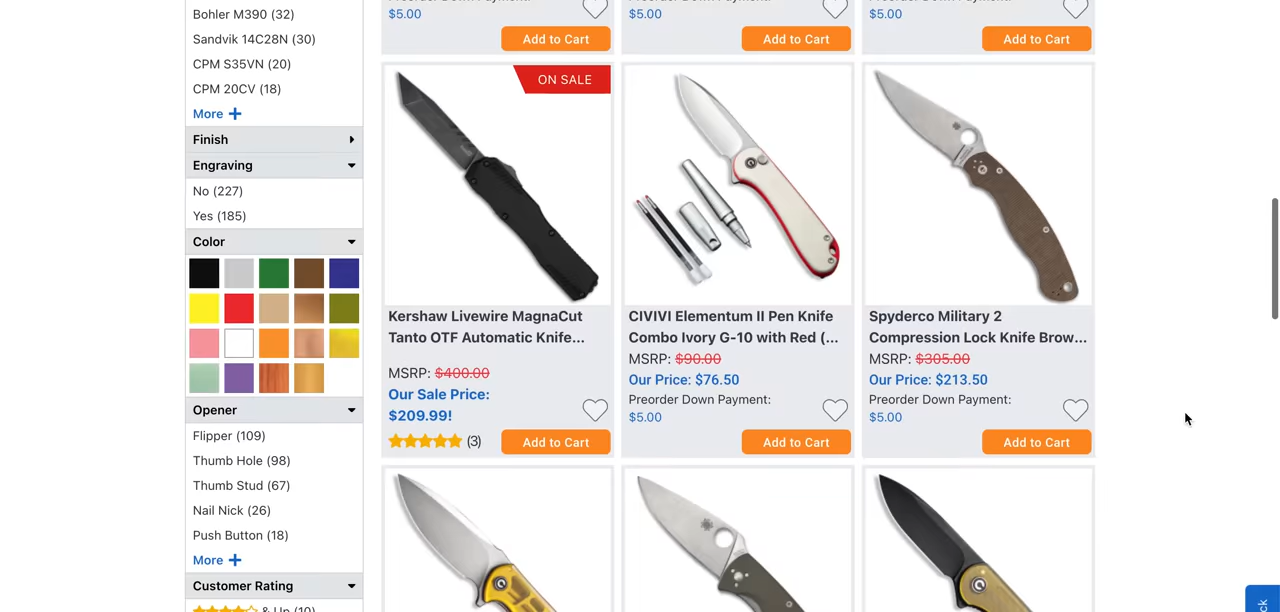 Bohler M390 (32)
Sandvik 14C28N (30)
CPM S35VN (20)
CPM 20CV (18)
More
Finish
Engraving
No (227)
Yes (185)
Color
Opener
Flipper (109)
Thumb Hole (98)
Thumb Stud (67)
Nail Nick (26)
Push Button (18)
More
Customer Rating
& Up (10)
$5.00
Add to Cart
$5.00
Add to Cart
$5.00
Add to Cart
ON SALE
Kershaw Livewire MagnaCut
Tanto OTF Automatic Knife...
MSRP: $400.00
Our Sale Price:
$209.99!
(3)
Add to Cart
CIVIVI Elementum II Pen Knife
Combo Ivory G-10 with Red (...
MSRP: $90.00
Our Price: $76.50
Preorder Down Payment:
$5.00
Add to Cart
Spyderco Military 2
Compression Lock Knife Brow...
MSRP: $305.00
Our Price: $213.50
Preorder Down Payment:
$5.00
Add to Cart